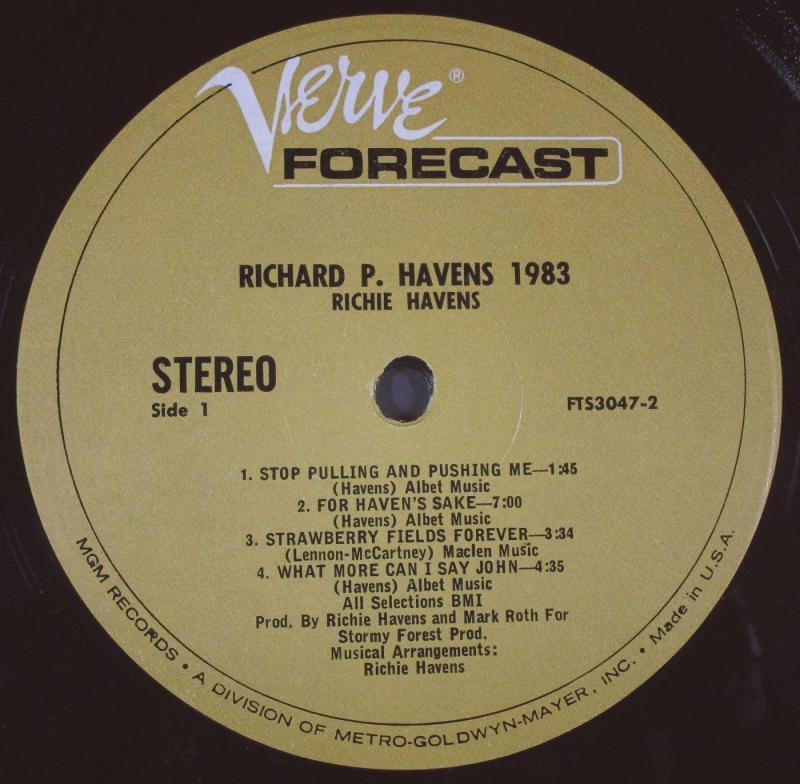 Verve®
FORECAST
RICHARD P. HAVENS 1983
RICHIE HAVENS
STEREO
Side 1
FTS3047-2
1. STOP PULLING AND PUSHING ME—1:45
(Havens) Albet Music
2. FOR HAVEN'S SAKE—7:00
(Havens) Albet Music
3. STRAWBERRY FIELDS FOREVER—3:34
(Lennon-McCartney) Maclen Music
4. WHAT MORE CAN I SAY JOHN—4:35
(Havens) Albet Music
All Selections BMI
Prod. By Richie Havens and Mark Roth For
Stormy Forest Prod.
Musical Arrangements:
Richie Havens
MGM RECORDS • A DIVISION OF METRO-GOLDWYN-MAYER, INC. • Made in U.S.A.